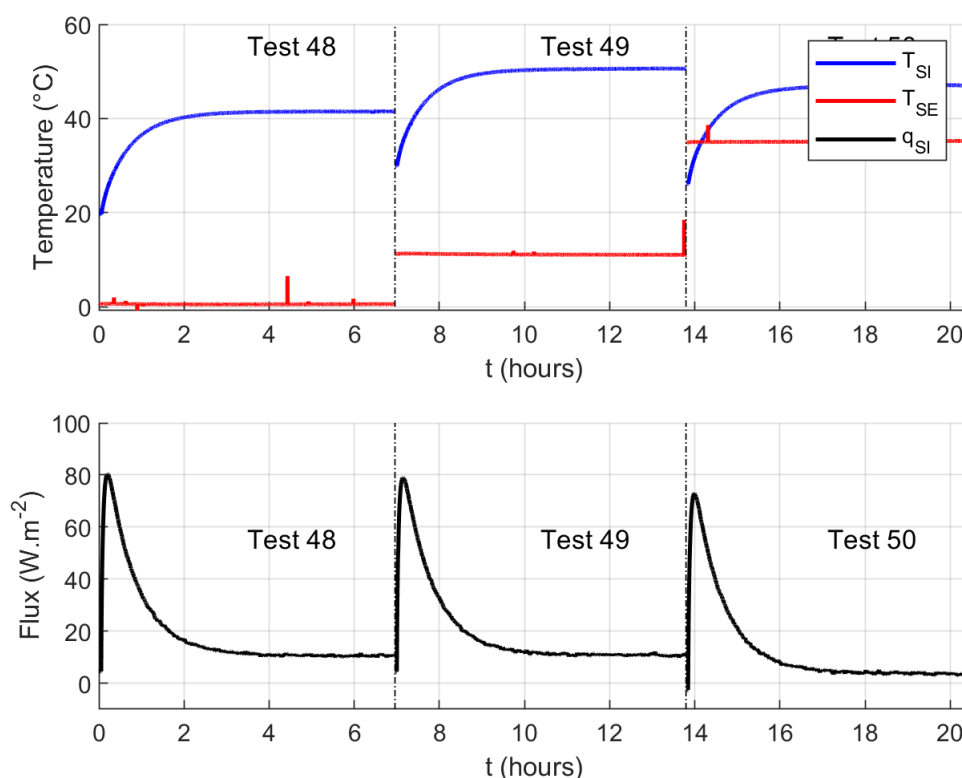 Temperature (°C)
60
40
20
0
Test 48
Test 49
T_SI
T_SE
q_SI
0 2 4 6 8 10 12 14 16 18 20
t (hours)
Flux (W.m^-2)
100
80
60
40
20
0
Test 48
Test 49
Test 50
0 2 4 6 8 10 12 14 16 18 20
t (hours)